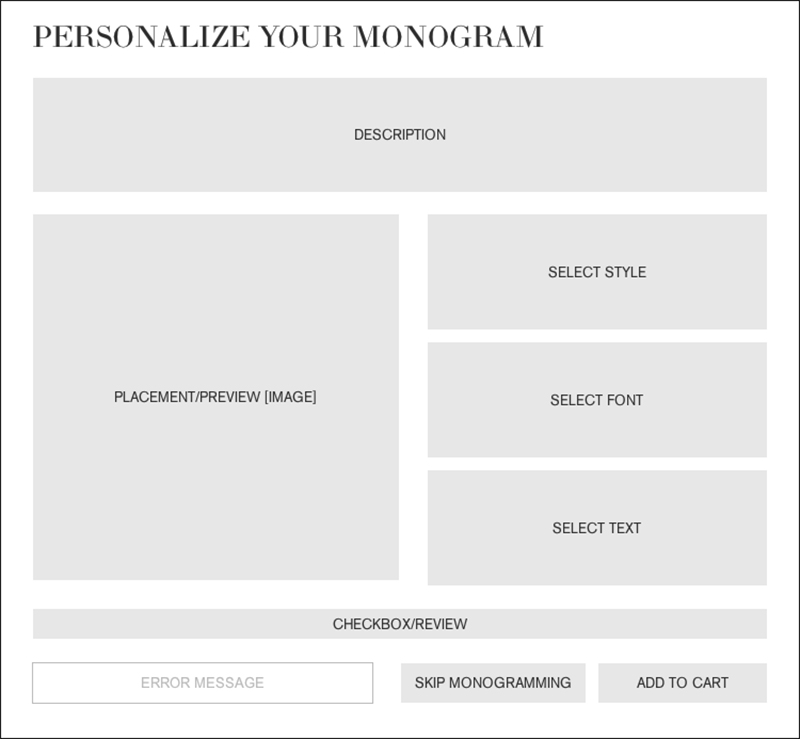 PERSONALIZE YOUR MONOGRAM
DESCRIPTION
PLACEMENT/PREVIEW [IMAGE]
SELECT STYLE
SELECT FONT
SELECT TEXT
CHECKBOX/REVIEW
ERROR MESSAGE
SKIP MONOGRAMMING
ADD TO CART